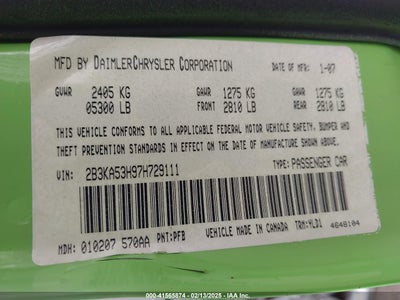 MFD BY DAIMLERCHRYSLER CORPORATION
DATE OF MFR: 1-07
GVWR 2405 KG GAWR 1275 KG GAWR 1275 KG
05300 LB FRONT 2810 LB REAR 2810 LB
THIS VEHICLE CONFORMS TO ALL APPLICABLE FEDERAL MOTOR VEHICLE SAFETY, BUMPER AND
THEFT PREVENTION STANDARDS IN EFFECT ON THE DATE OF MANUFACTURE SHOWN ABOVE.
VIN: 2B3KA53H97H729111 TYPE: PASSENGER CAR
MDH: 010207 570AA PNT: PFB VEHICLE MADE IN CANADA TRM: YLD1
4648104
© 41565874 | 02/13/2025 | IAA, Inc.